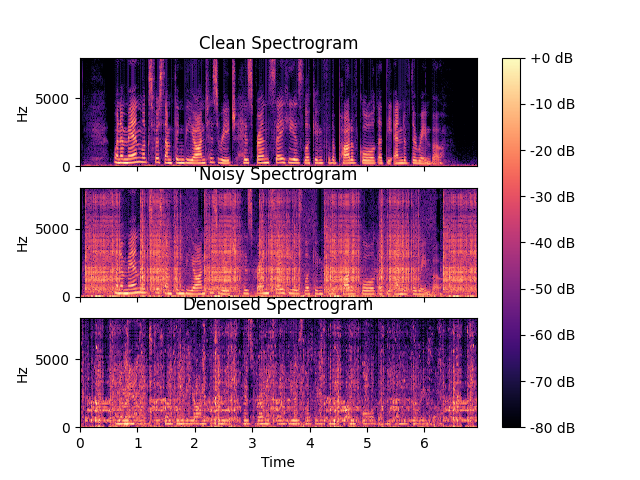 Clean Spectrogram
Hz
5000
0
Noisy Spectrogram
Hz
5000
0
Denoised Spectrogram
Hz
5000
0
0 1 2 3 4 5 6
Time
+0 dB
-10 dB
-20 dB
-30 dB
-40 dB
-50 dB
-60 dB
-70 dB
-80 dB